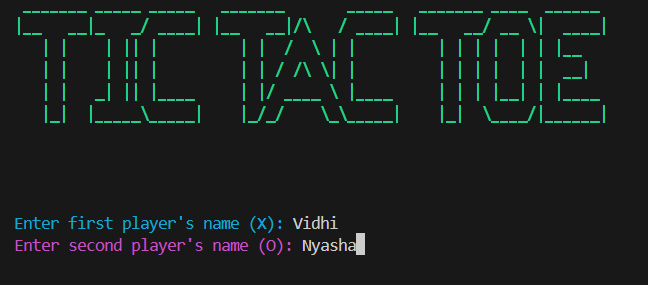 TIC TAC TOE
Enter first player's name (X): Vidhi
Enter second player's name (O): Nyasha